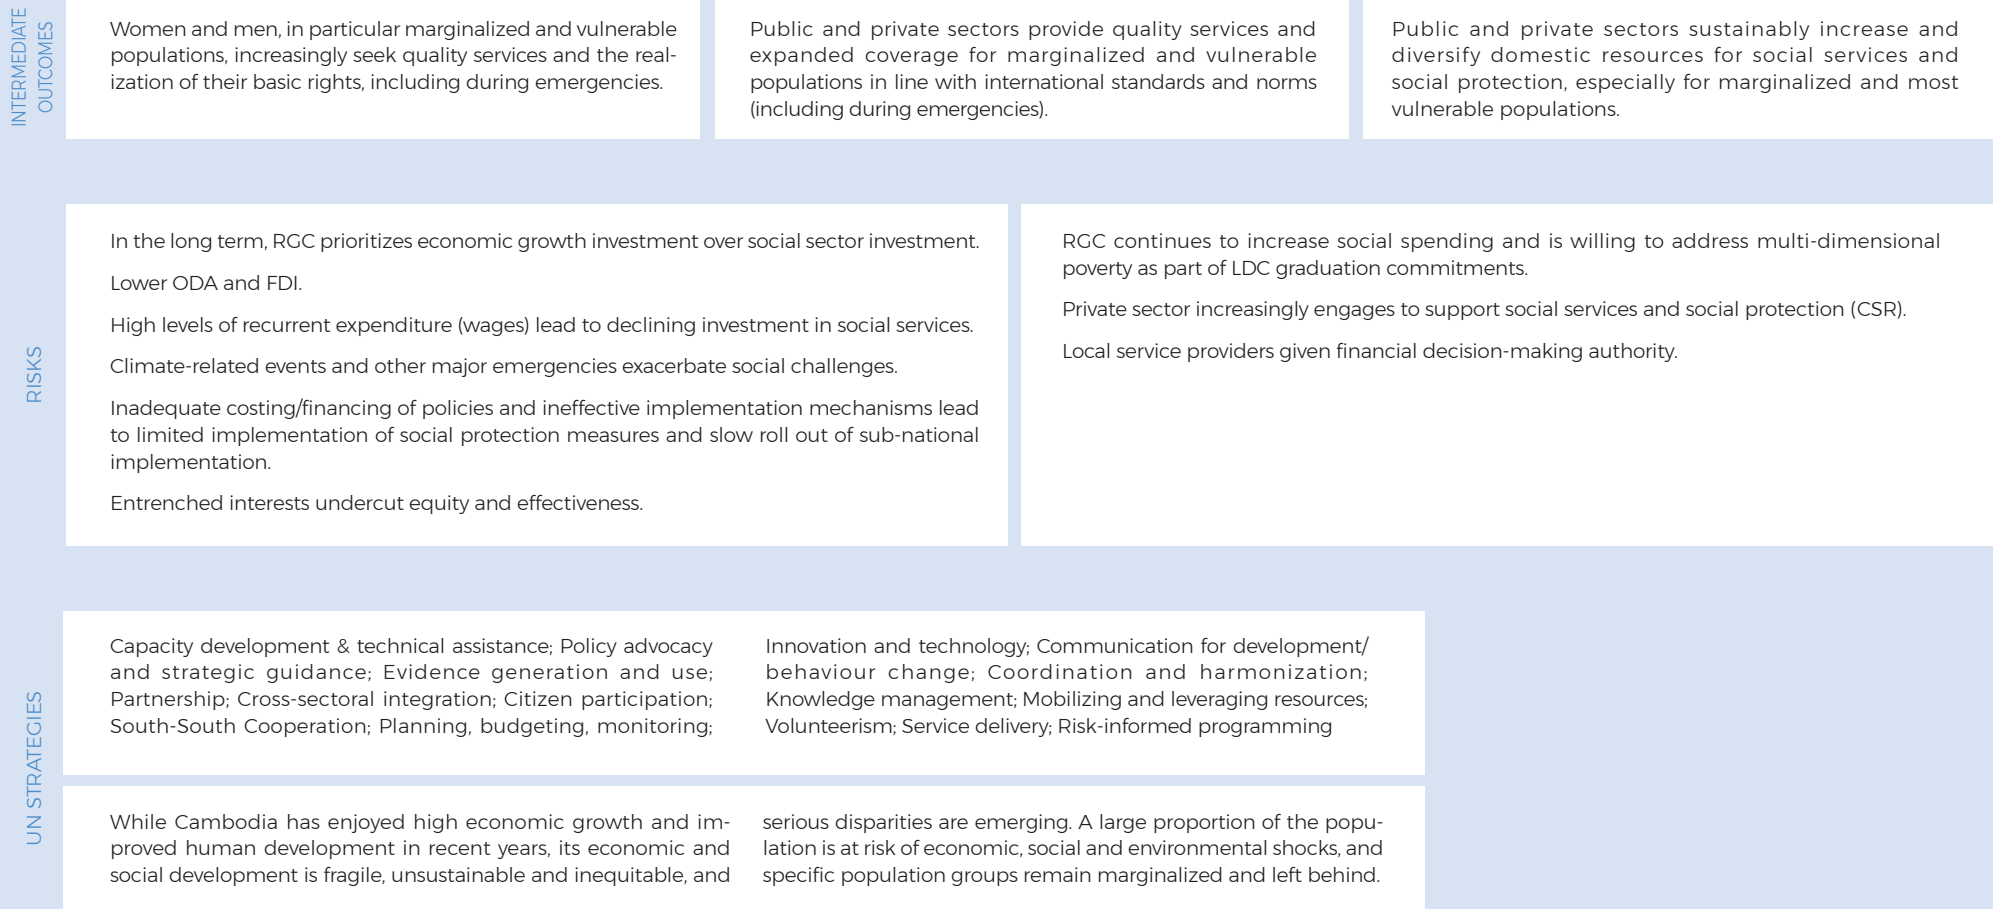 INTERMEDIATE
OUTCOMES
Women and men, in particular marginalized and vulnerable
populations, increasingly seek quality services and the real-
ization of their basic rights, including during emergencies.
Public and private sectors provide quality services and
expanded coverage for marginalized and vulnerable
populations in line with international standards and norms
(including during emergencies).
Public and private sectors sustainably increase and
diversify domestic resources for social services and
social protection, especially for marginalized and most
vulnerable populations.
RISKS
In the long term, RGC prioritizes economic growth investment over social sector investment.
Lower ODA and FDI.
High levels of recurrent expenditure (wages) lead to declining investment in social services.
Climate-related events and other major emergencies exacerbate social challenges.
Inadequate costing/financing of policies and ineffective implementation mechanisms lead
to limited implementation of social protection measures and slow roll out of sub-national
implementation.
Entrenched interests undercut equity and effectiveness.
RGC continues to increase social spending and is willing to address multi-dimensional
poverty as part of LDC graduation commitments.
Private sector increasingly engages to support social services and social protection (CSR).
Local service providers given financial decision-making authority.
UN STRATEGIES
Capacity development & technical assistance; Policy advocacy
and strategic guidance; Evidence generation and use;
Partnership; Cross-sectoral integration; Citizen participation;
South-South Cooperation; Planning, budgeting, monitoring;
Innovation and technology; Communication for development/
behaviour change; Coordination and harmonization;
Knowledge management; Mobilizing and leveraging resources;
Volunteerism; Service delivery; Risk-informed programming
While Cambodia has enjoyed high economic growth and im-
proved human development in recent years, its economic and
social development is fragile, unsustainable and inequitable, and
serious disparities are emerging. A large proportion of the popu-
lation is at risk of economic, social and environmental shocks, and
specific population groups remain marginalized and left behind.